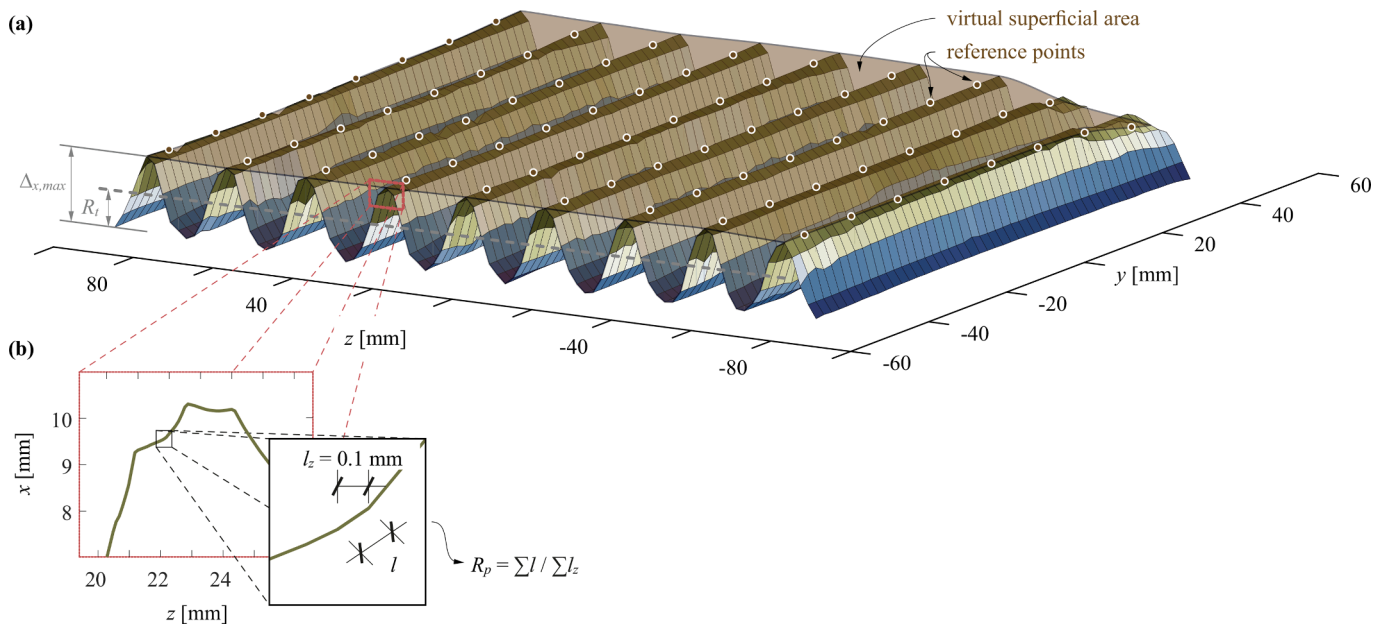 (a)
virtual superficial area
reference points
Δx,max
Rt
80
40
z [mm]
-40
-80
-60
-40
-20
y [mm]
20
40
60
(b)
10
9
8
x [mm]
20
22
24
z [mm]
lz = 0.1 mm
l
Rp = ∑l / ∑lz